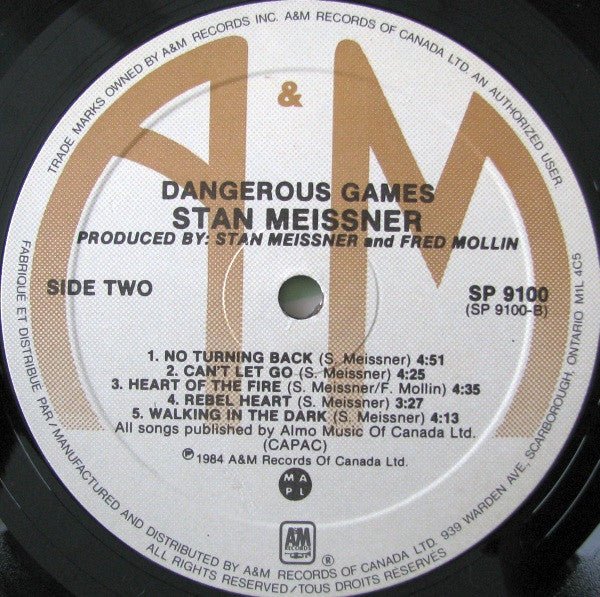 TRADE MARKS OWNED BY A&M RECORDS INC. A&M RECORDS OF CANADA LTD. AN AUTHORIZED USER.
A & M
DANGEROUS GAMES
STAN MEISSNER
PRODUCED BY: STAN MEISSNER and FRED MOLLIN
SIDE TWO
SP 9100
(SP 9100-B)
1. NO TURNING BACK (S. Meissner) 4:51
2. CAN'T LET GO (S. Meissner) 4:25
3. HEART OF THE FIRE (S. Meissner/F. Mollin) 4:35
4. REBEL HEART (S. Meissner) 3:27
5. WALKING IN THE DARK (S. Meissner) 4:13
All songs published by Almo Music Of Canada Ltd.
(CAPAC)
℗ 1984 A&M Records Of Canada Ltd.
M A
P L
A&M
RECORDS
®
FABRIQUÉ ET DISTRIBUÉ PAR/MANUFACTURED AND DISTRIBUTED BY A&M RECORDS OF CANADA LTD. 939 WARDEN AVE, SCARBOROUGH, ONTARIO M1L 4C5
ALL RIGHTS RESERVED/TOUS DROITS RÉSERVÉS